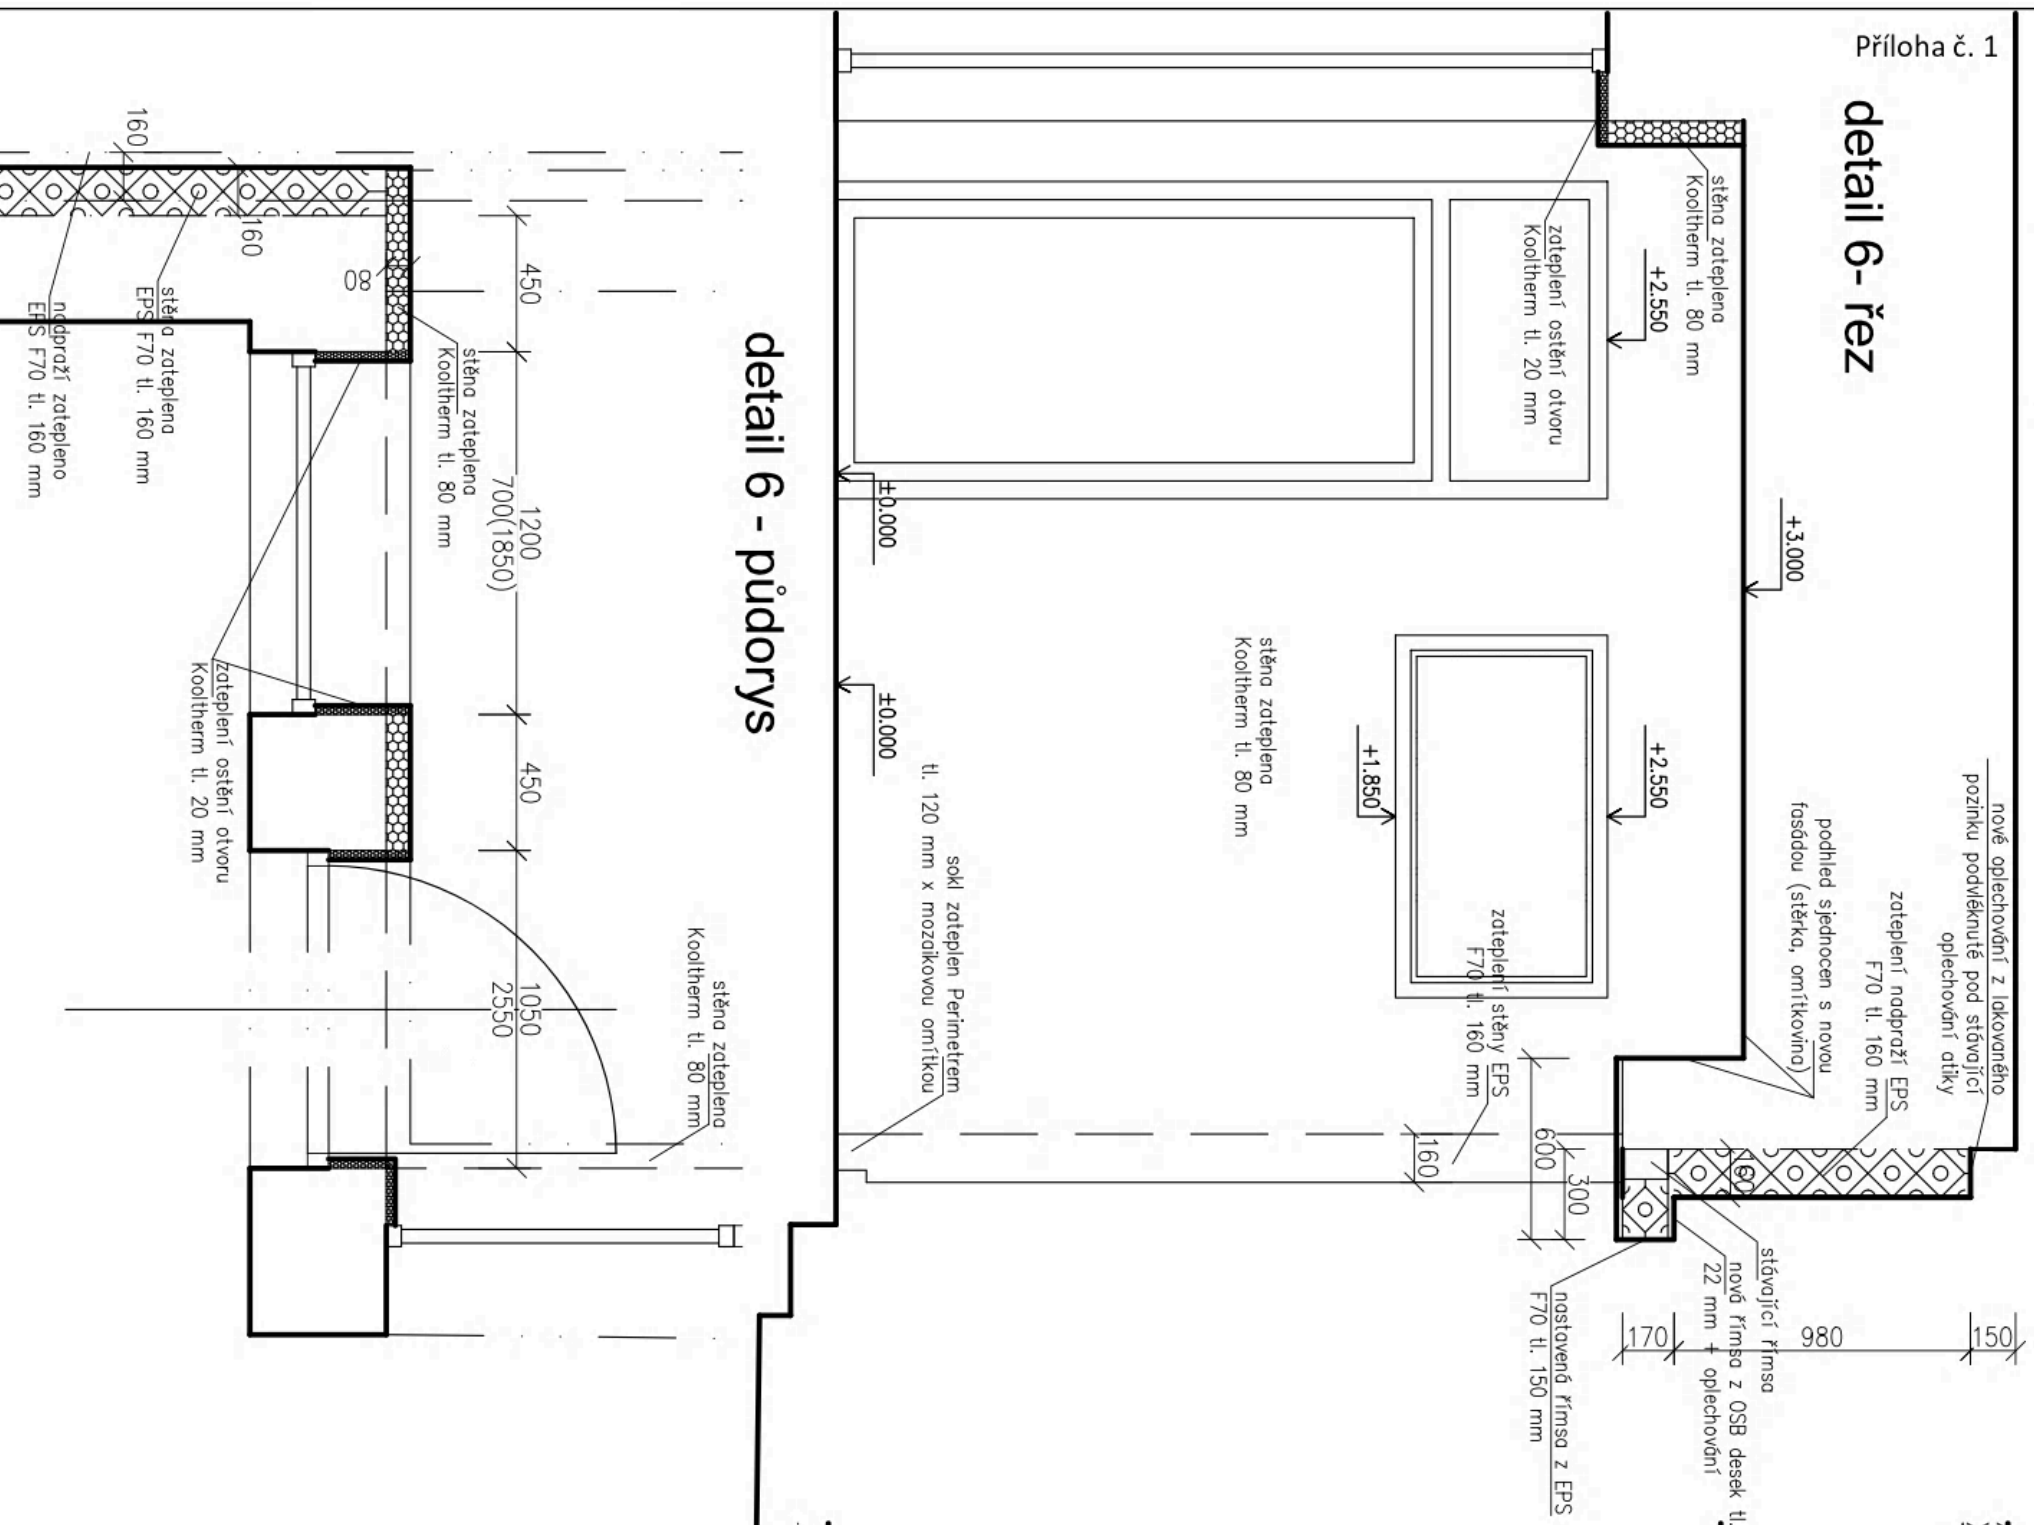 Příloha č. 1
detail 6- řez
nové oplechování z lakovaného
pozinku podvléknuté pod stávající
oplechování atiky
zateplení nadpraží EPS
F70 tl. 160 mm
podhled sjednocen s novou
fasádou (stěrka, omítkovina)
+3.000
stěna zateplena
Kooltherm tl. 80 mm
+2.550
zateplení ostění otvoru
Kooltherm tl. 20 mm
+2.550
+1.850
150
980
170
160
stávající římsa
nová římsa z OSB desek tl.
22 mm + oplechování
nastavená římsa z EPS
F70 tl. 150 mm
300
600
160
zateplení stěny EPS
F70 tl. 160 mm
stěna zateplena
Kooltherm tl. 80 mm
sokl zateplen Perimetrem
tl. 120 mm x mozaikovou omítkou
±0.000
±0.000
detail 6 - půdorys
stěna zateplena
Kooltherm tl. 80 mm
450
1200
700(1850)
450
1050
2550
stěna zateplena
Kooltherm tl. 80 mm
80
160
160
zateplení ostění otvoru
Kooltherm tl. 20 mm
stěna zateplena
EPS F70 tl. 160 mm
nadpraží zatepleno
EPS F70 tl. 160 mm